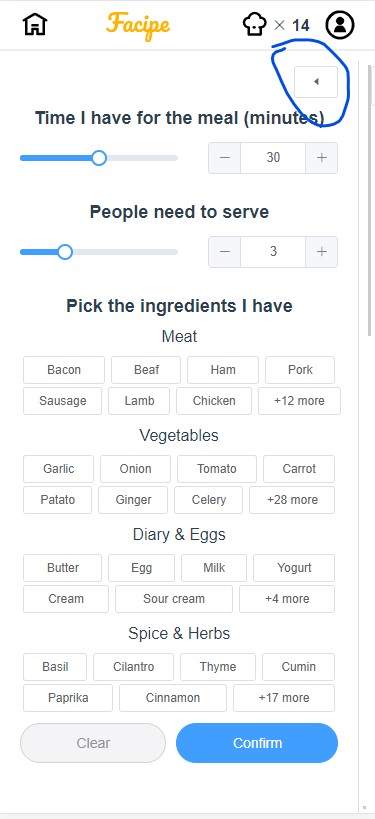 Facipe × 14
Time I have for the meal (minutes)
− 30 +
People need to serve
− 3 +
Pick the ingredients I have
Meat
Bacon Beaf Ham Pork
Sausage Lamb Chicken +12 more
Vegetables
Garlic Onion Tomato Carrot
Patato Ginger Celery +28 more
Diary & Eggs
Butter Egg Milk Yogurt
Cream Sour cream +4 more
Spice & Herbs
Basil Cilantro Thyme Cumin
Paprika Cinnamon +17 more
Clear Confirm